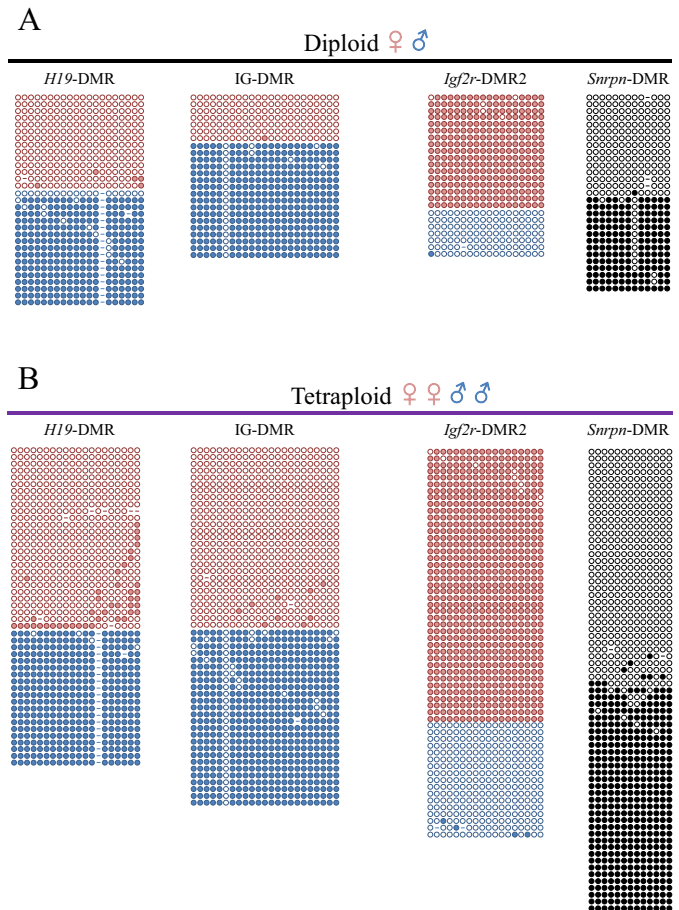 A
Diploid ♀ ♂
H19-DMR IG-DMR Igf2r-DMR2 Snrpn-DMR
B
Tetraploid ♀ ♀ ♂ ♂
H19-DMR IG-DMR Igf2r-DMR2 Snrpn-DMR